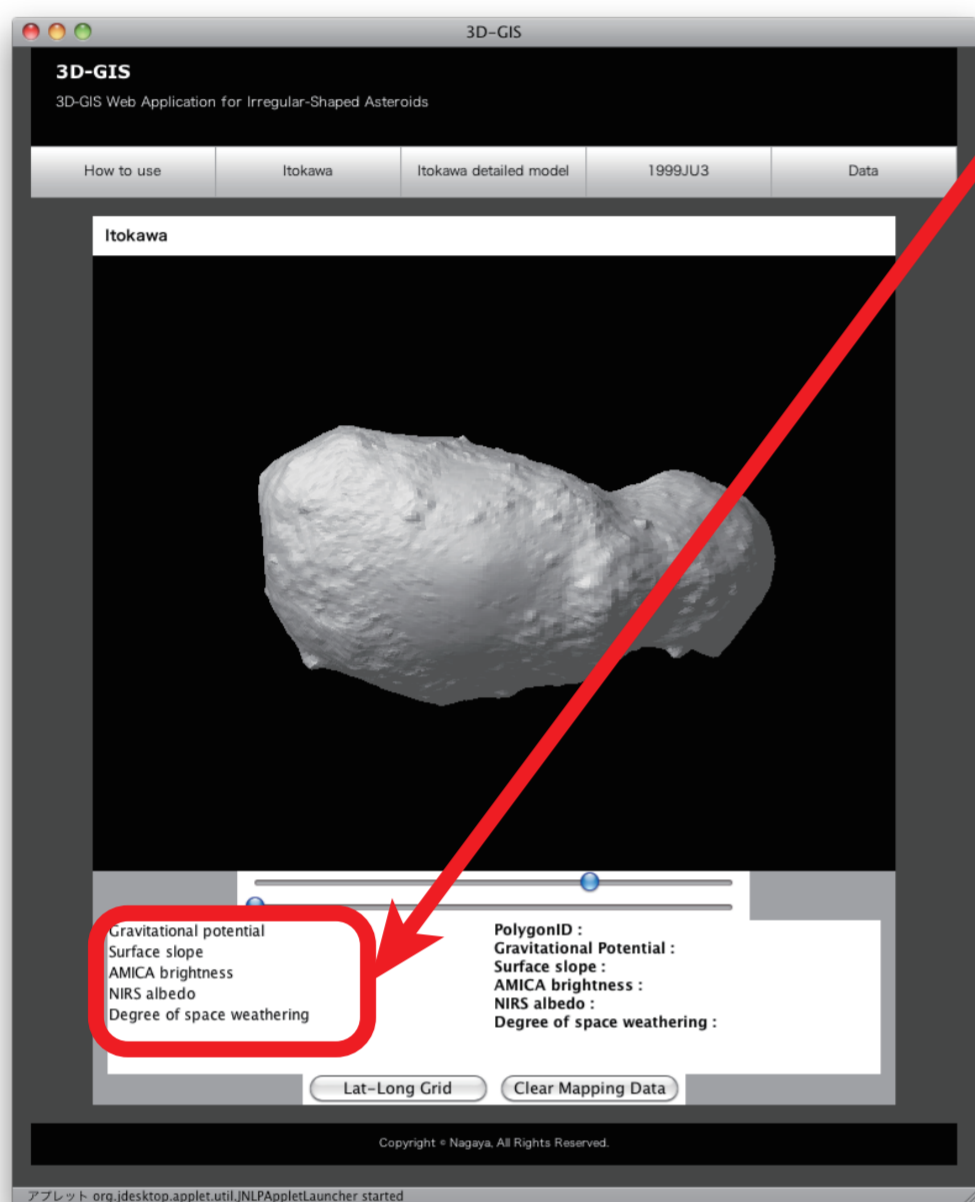 3D-GIS
3D-GIS
3D-GIS Web Application for Irregular-Shaped Asteroids
How to use
Itokawa
Itokawa detailed model
1999JU3
Data
Itokawa
Gravitational potential
Surface slope
AMICA brightness
NIRS albedo
Degree of space weathering
PolygonID :
Gravitational Potential :
Surface slope :
AMICA brightness :
NIRS albedo :
Degree of space weathering :
Lat-Long Grid
Clear Mapping Data
Copyright © Nagaya, All Rights Reserved.
アプレット org.jdesktop.applet.util.JNLPAppletLauncher started